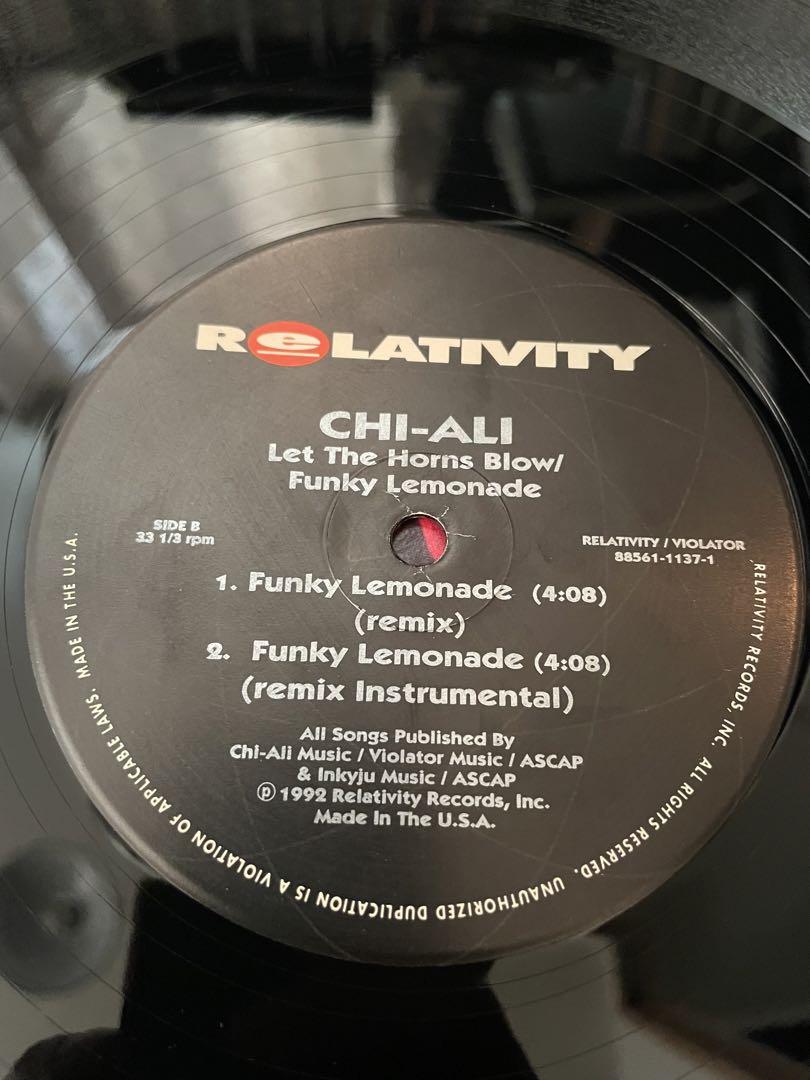 ReLATIVITY
CHI-ALI
Let The Horns Blow/
Funky Lemonade
SIDE B
33 1/3 rpm
RELATIVITY / VIOLATOR
88561-1137-1
1. Funky Lemonade (4:08)
(remix)
2. Funky Lemonade (4:08)
(remix Instrumental)
All Songs Published By
Chi-Ali Music / Violator Music / ASCAP
& Inkyju Music / ASCAP
℗ 1992 Relativity Records, Inc.
Made In The U.S.A.
RELATIVITY RECORDS, INC. ALL RIGHTS RESERVED. UNAUTHORIZED DUPLICATION IS A VIOLATION OF APPLICABLE LAWS. MADE IN THE U.S.A.